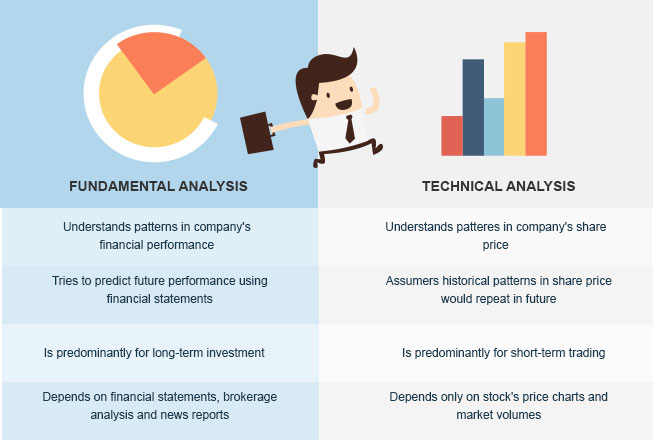 FUNDAMENTAL ANALYSIS
TECHNICAL ANALYSIS
Understands patterns in company's
financial performance
Understands patteres in company's share
price
Tries to predict future performance using
financial statements
Assumers historical patterns in share price
would repeat in future
Is predominantly for long-term investment
Is predominantly for short-term trading
Depends on financial statements, brokerage
analysis and news reports
Depends only on stock's price charts and
market volumes